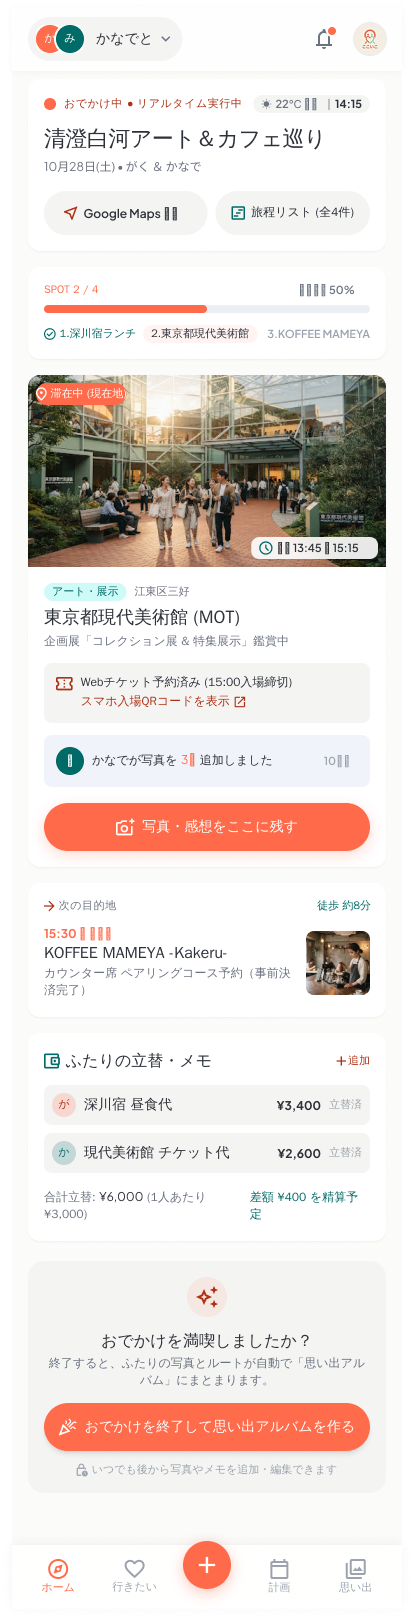 が み かなでと
ここいこ
おでかけ中 • リアルタイム実行中 22°C | 14:15
清澄白河アート＆カフェ巡り
10月28日(土) • がく & かなで
Google Maps
旅程リスト (全4件)
SPOT 2 / 4 50%
1.深川宿ランチ 2.東京都現代美術館 3.KOFFEE MAMEYA
滞在中 (現在地)
東京都現代美術館
13:45 15:15
アート・展示 江東区三好
東京都現代美術館 (MOT)
企画展「コレクション展 & 特集展示」鑑賞中
Webチケット予約済み (15:00入場締切)
スマホ入場QRコードを表示
かなでが写真を 3 追加しました 10
写真・感想をここに残す
次の目的地 徒歩 約8分
15:30
KOFFEE MAMEYA -Kakeru-
カウンター席 ペアリングコース予約（事前決
済完了）
ふたりの立替・メモ +追加
が 深川宿 昼食代 ¥3,400 立替済
か 現代美術館 チケット代 ¥2,600 立替済
合計立替: ¥6,000 (1人あたり
¥3,000)
差額 ¥400 を精算予
定
おでかけを満喫しましたか？
終了すると、ふたりの写真とルートが自動で「思い出アル
バム」にまとまります。
おでかけを終了して思い出アルバムを作る
いつでも後から写真やメモを追加・編集できます
ホーム 行きたい 計画 思い出